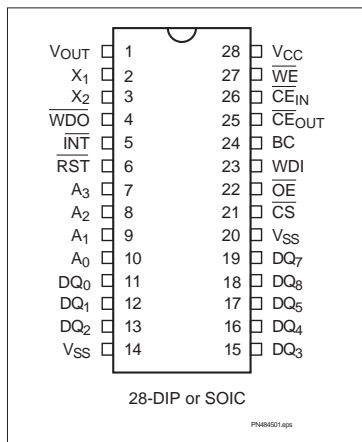 VOUT 1 28 VCC
X1 2 27 WE
X2 3 26 CEIN
WDO 4 25 CEOUT
INT 5 24 BC
RST 6 23 WDI
A3 7 22 OE
A2 8 21 CS
A1 9 20 VSS
A0 10 19 DQ7
DQ0 11 18 DQ8
DQ1 12 17 DQ5
DQ2 13 16 DQ4
VSS 14 15 DQ3
28-DIP or SOIC
PN484501.eps